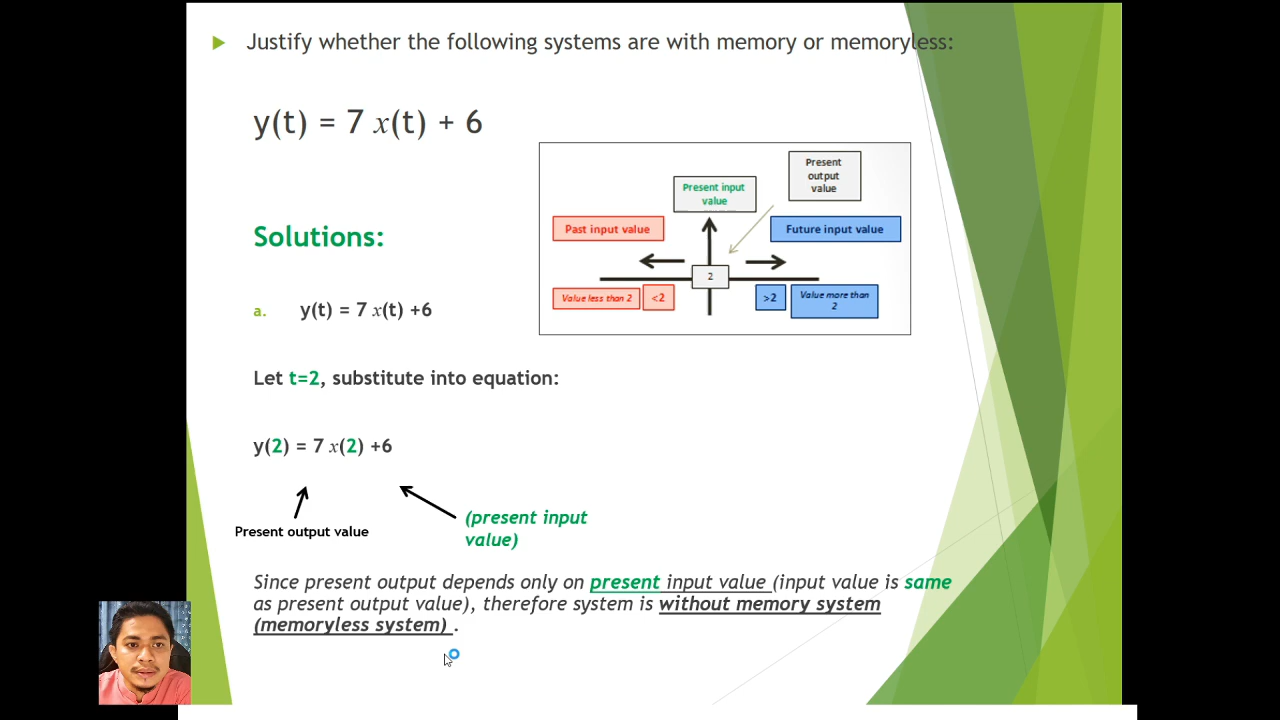 Justify whether the following systems are with memory or memoryless:
y(t) = 7 x(t) + 6
Present output value
Present input value
Past input value
Future input value
2
Value less than 2
<2
>2
Value more than 2
Solutions:
a. y(t) = 7 x(t) +6
Let t=2, substitute into equation:
y(2) = 7 x(2) +6
(present input value)
Present output value
Since present output depends only on present input value (input value is same
as present output value), therefore system is without memory system
(memoryless system) .